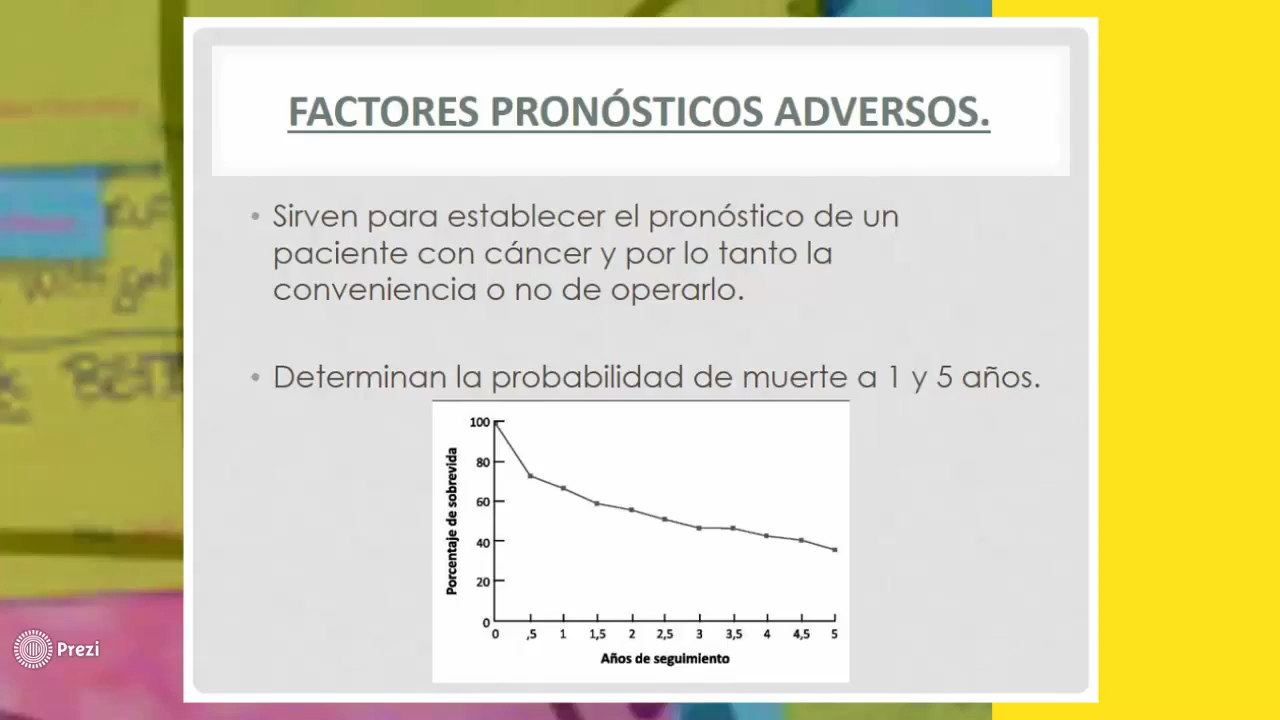 FACTORES PRONÓSTICOS ADVERSOS.
• Sirven para establecer el pronóstico de un
paciente con cáncer y por lo tanto la
conveniencia o no de operarlo.
• Determinan la probabilidad de muerte a 1 y 5 años.
Porcentaje de sobrevida
100
80
60
40
20
0
0 ,5 1 1,5 2 2,5 3 3,5 4 4,5 5
Años de seguimiento
Prezi